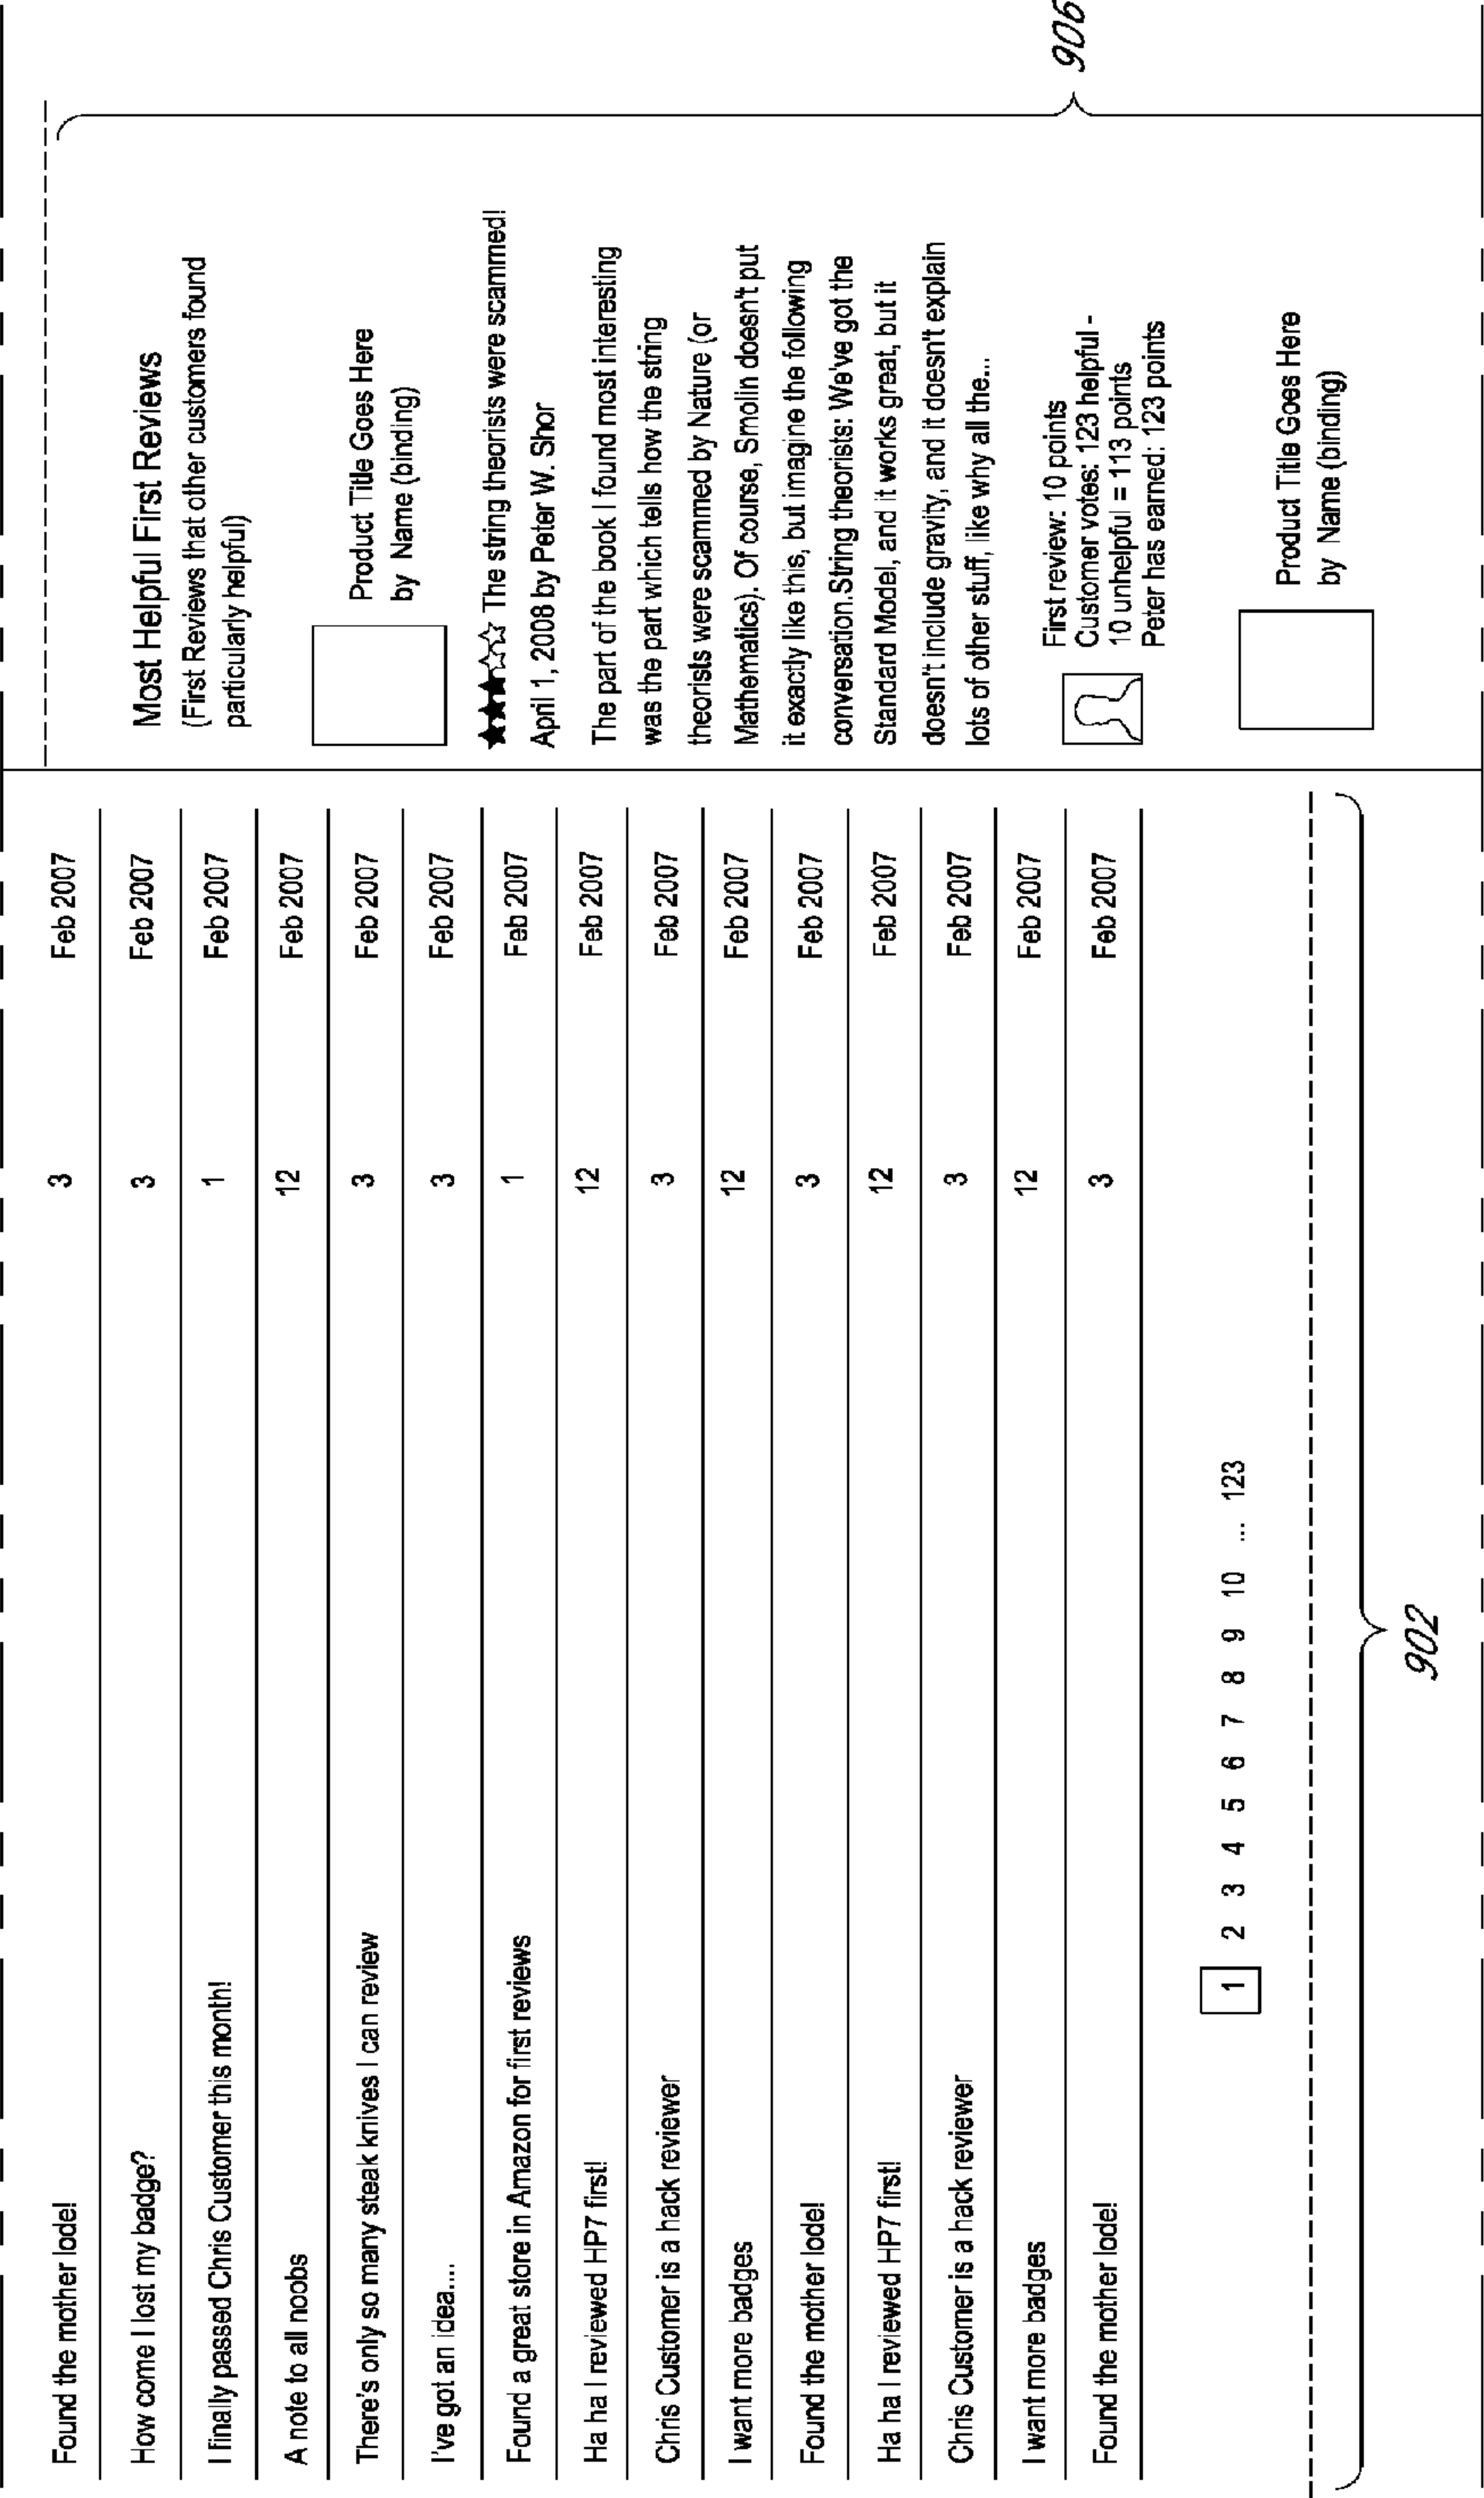 Found the mother lode! 3 Feb 2007
How come I lost my badge? 3 Feb 2007
I finally passed Chris Customer this month! 1 Feb 2007
A note to all noobs 12 Feb 2007
There's only so many steak knives I can review 3 Feb 2007
I've got an idea.... 3 Feb 2007
Found a great store in Amazon for first reviews 1 Feb 2007
Ha ha I reviewed HP7 first! 12 Feb 2007
Chris Customer is a hack reviewer 3 Feb 2007
I want more badges 12 Feb 2007
Found the mother lode! 3 Feb 2007
Ha ha I reviewed HP7 first! 12 Feb 2007
Chris Customer is a hack reviewer 3 Feb 2007
I want more badges 12 Feb 2007
Found the mother lode! 3 Feb 2007
1 2 3 4 5 6 7 8 9 10 ... 123
902
Most Helpful First Reviews
(First Reviews that other customers found
particularly helpful)
Product Title Goes Here
by Name (binding)
The string theorists were scammed!
April 1, 2008 by Peter W. Shor
The part of the book I found most interesting
was the part which tells how the string
theorists were scammed by Nature (or
Mathematics). Of course, Smolin doesn't put
it exactly like this, but imagine the following
conversation.String theorists: We've got the
Standard Model, and it works great, but it
doesn't include gravity, and it doesn't explain
lots of other stuff, like why all the...
First review: 10 points
Customer votes: 123 helpful -
10 unhelpful = 113 points
Peter has earned: 123 points
Product Title Goes Here
by Name (binding)
906